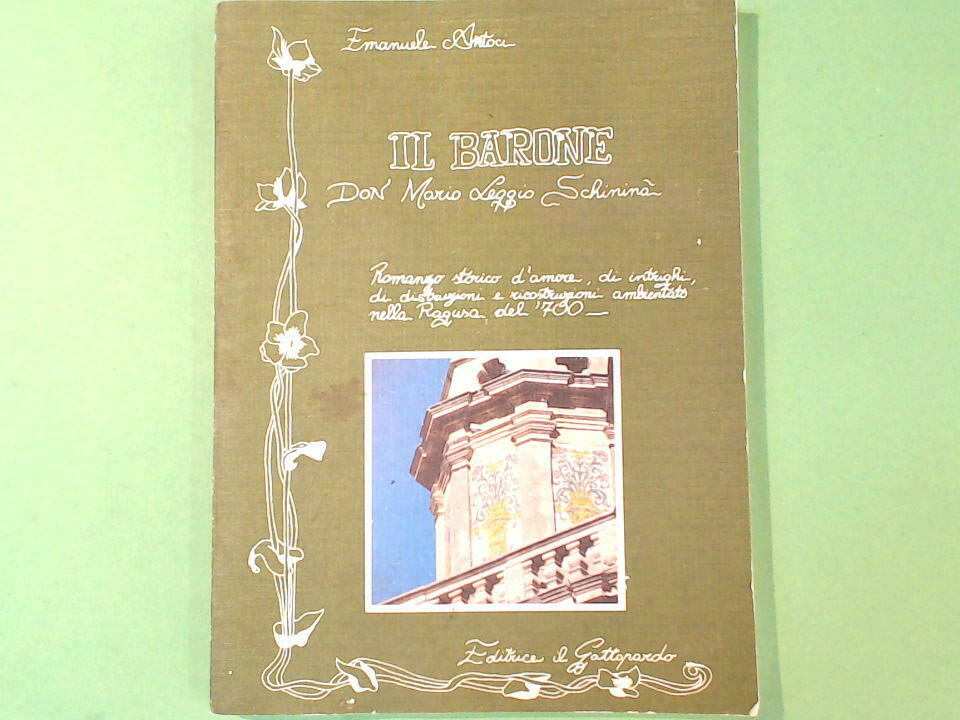 Emanuele Antoci
IL BARONE
DON Mario Leggio Schininà
Romanzo storico d'amore, di intrighi,
di distruzioni e ricostruzioni ambientato
nella Ragusa del '700 —
Editrice il Gattopardo